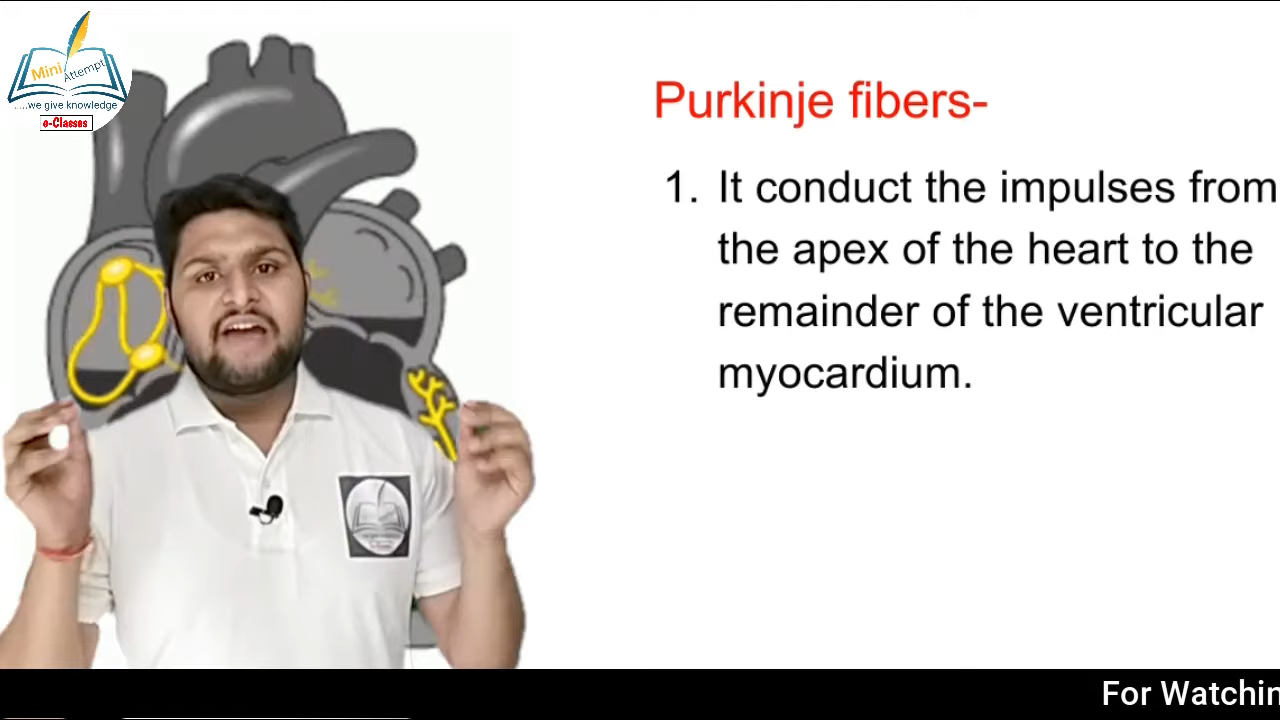 Mini Attempt
....we give knowledge
e-Classes
Purkinje fibers-
1. It conduct the impulses from
the apex of the heart to the
remainder of the ventricular
myocardium.
For Watchin